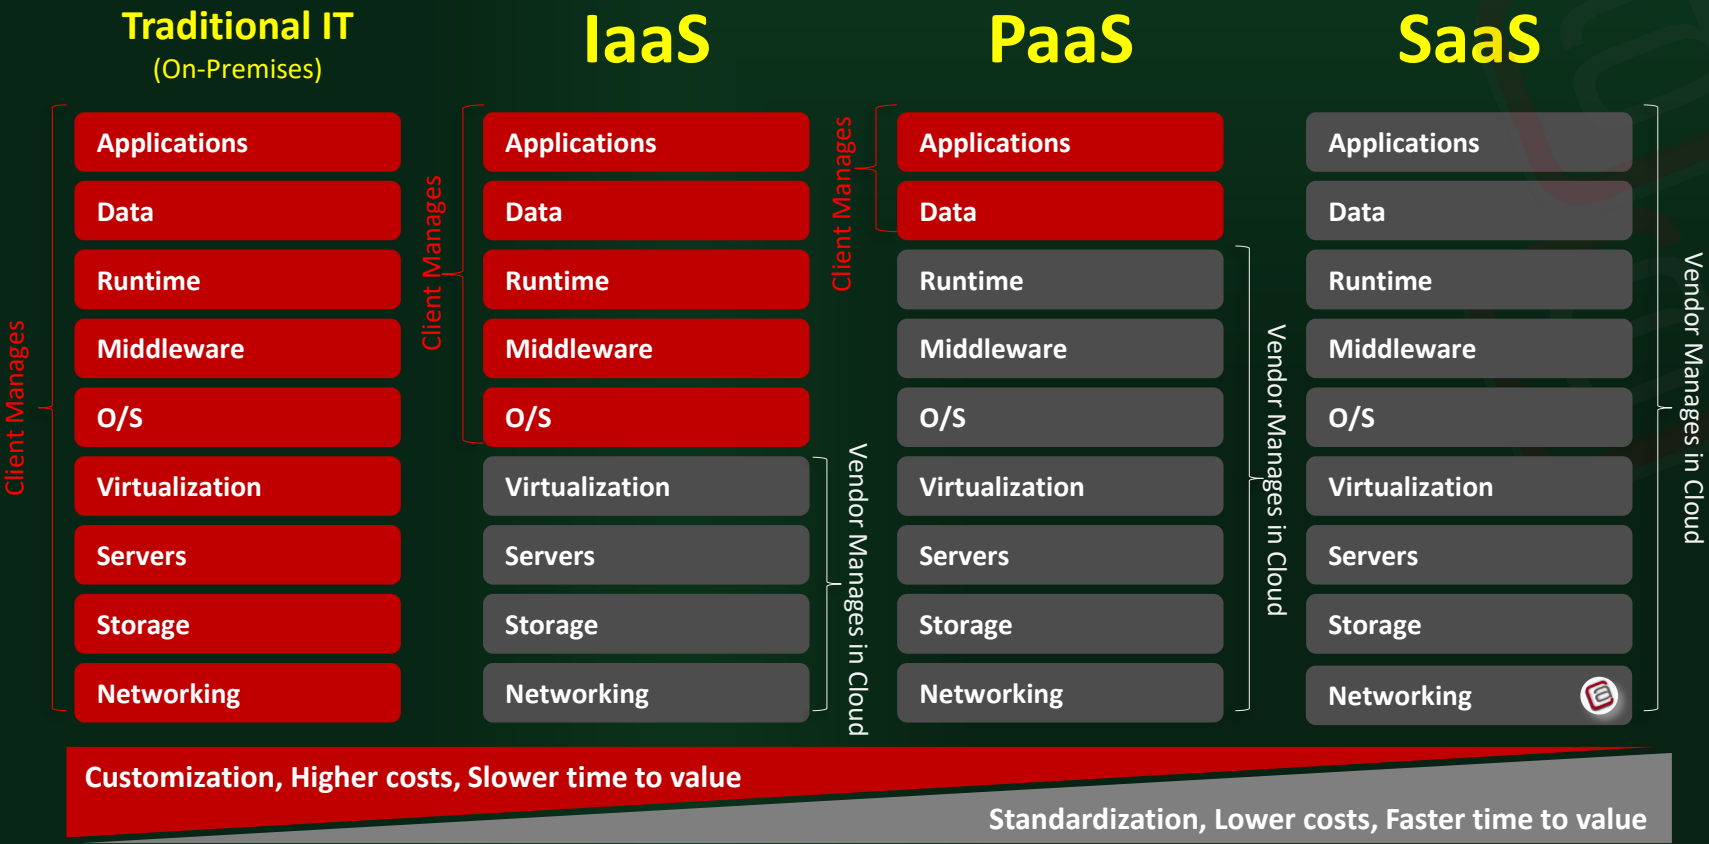 Traditional IT
(On-Premises)
Client Manages
Applications
Data
Runtime
Middleware
O/S
Virtualization
Servers
Storage
Networking
IaaS
Client Manages
Applications
Data
Runtime
Middleware
O/S
Virtualization
Servers
Storage
Networking
Vendor Manages in Cloud
PaaS
Client Manages
Applications
Data
Runtime
Middleware
O/S
Virtualization
Servers
Storage
Networking
Vendor Manages in Cloud
SaaS
Applications
Data
Runtime
Middleware
O/S
Virtualization
Servers
Storage
Networking
Vendor Manages in Cloud
Customization, Higher costs, Slower time to value
Standardization, Lower costs, Faster time to value